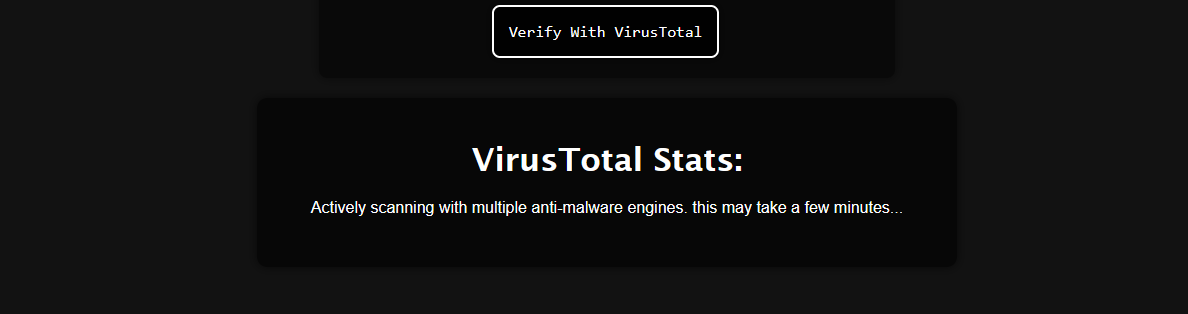 Verify With VirusTotal
VirusTotal Stats:
Actively scanning with multiple anti-malware engines. this may take a few minutes...